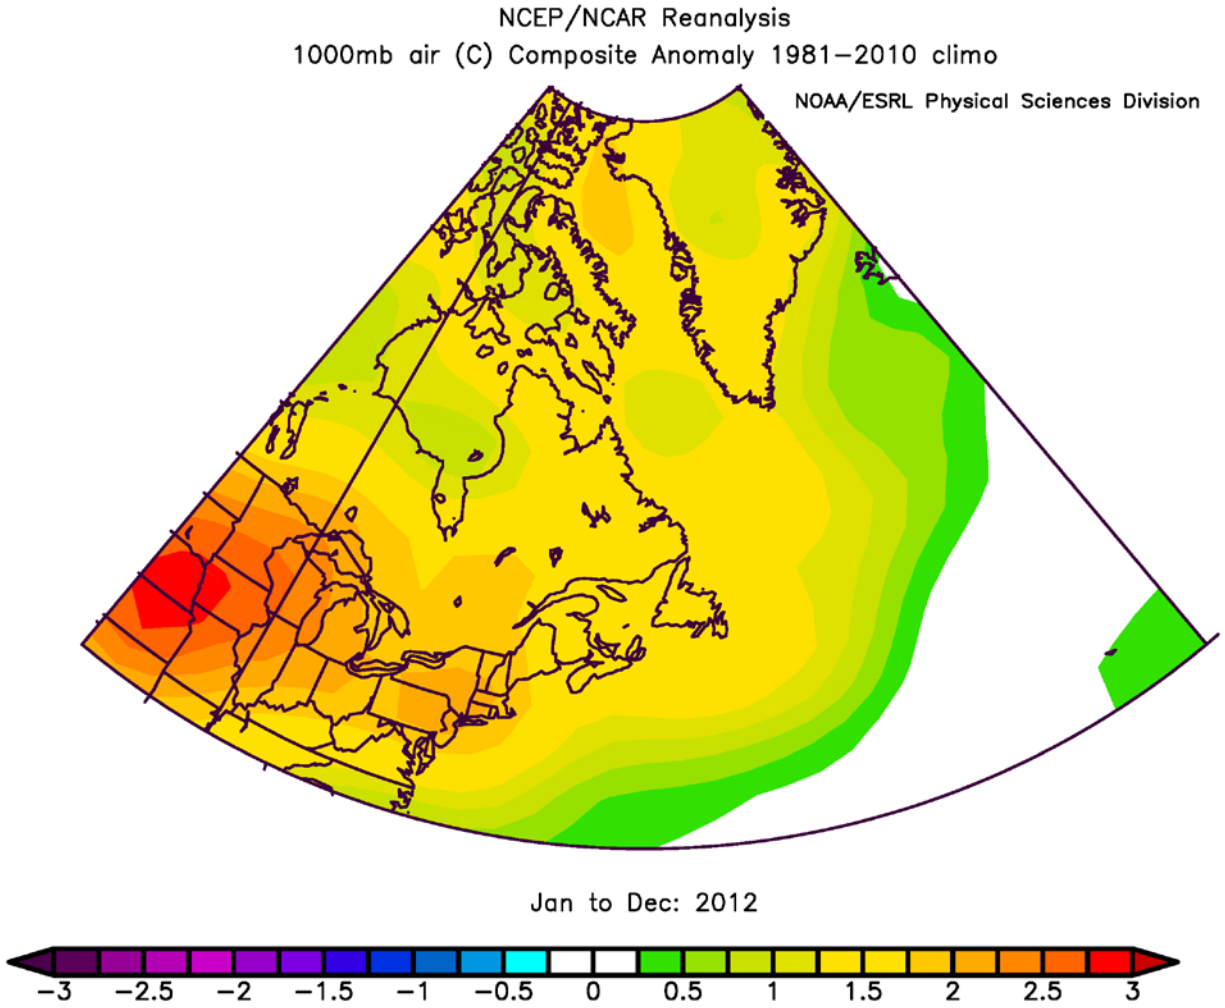 NCEP/NCAR Reanalysis
1000mb air (C) Composite Anomaly 1981-2010 climo
NOAA/ESRL Physical Sciences Division
Jan to Dec: 2012
-3 -2.5 -2 -1.5 -1 -0.5 0 0.5 1 1.5 2 2.5 3